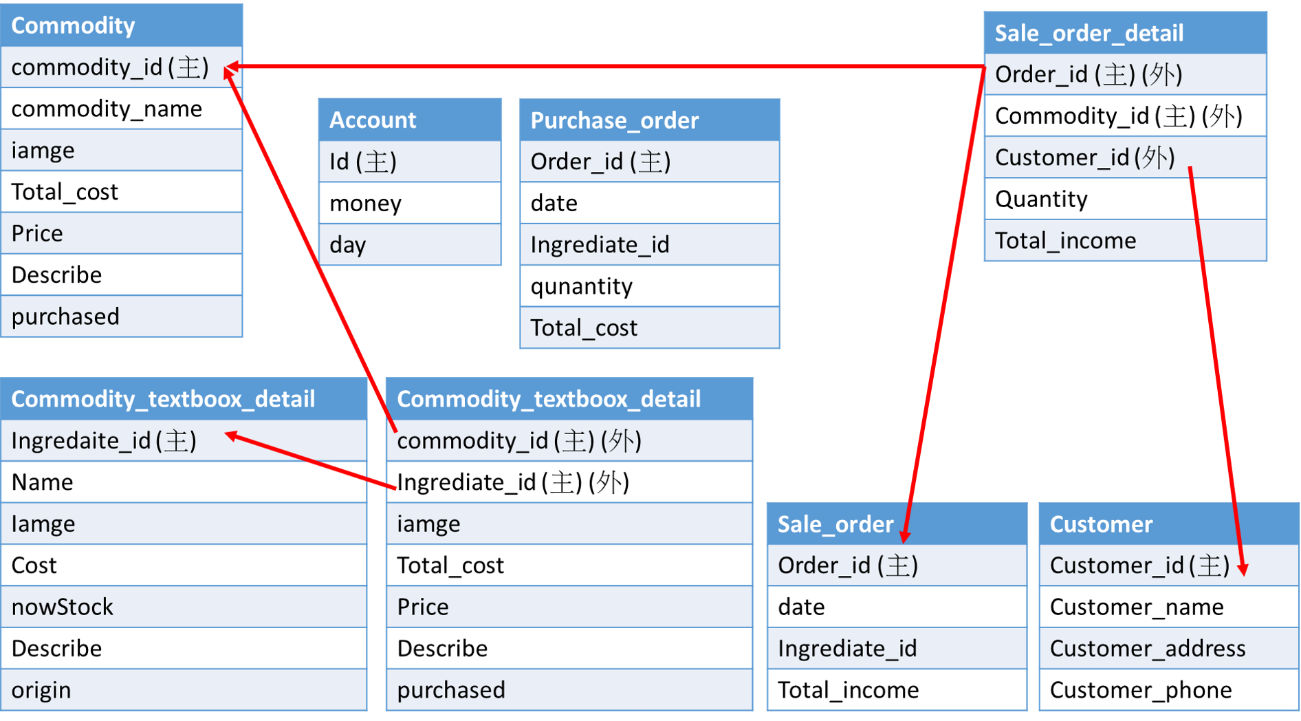 Commodity
commodity_id (主)
commodity_name
iamge
Total_cost
Price
Describe
purchased
Account
Id (主)
money
day
Purchase_order
Order_id (主)
date
Ingrediate_id
qunantity
Total_cost
Sale_order_detail
Order_id (主) (外)
Commodity_id (主) (外)
Customer_id (外)
Quantity
Total_income
Commodity_textboox_detail
Ingredaite_id (主)
Name
Iamge
Cost
nowStock
Describe
origin
Commodity_textboox_detail
commodity_id (主) (外)
Ingrediate_id (主) (外)
iamge
Total_cost
Price
Describe
purchased
Sale_order
Order_id (主)
date
Ingrediate_id
Total_income
Customer
Customer_id (主)
Customer_name
Customer_address
Customer_phone